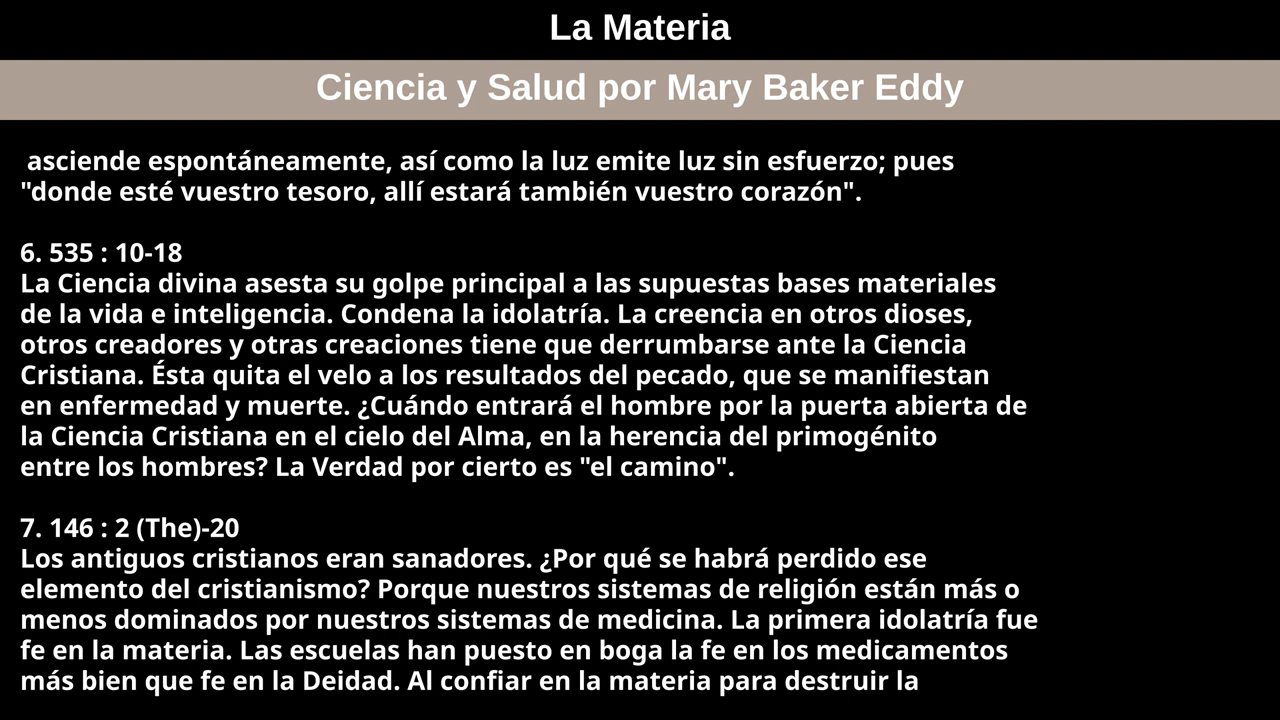 La Materia
Ciencia y Salud por Mary Baker Eddy
asciende espontáneamente, así como la luz emite luz sin esfuerzo; pues
"donde esté vuestro tesoro, allí estará también vuestro corazón".
6. 535 : 10-18
La Ciencia divina asesta su golpe principal a las supuestas bases materiales
de la vida e inteligencia. Condena la idolatría. La creencia en otros dioses,
otros creadores y otras creaciones tiene que derrumbarse ante la Ciencia
Cristiana. Ésta quita el velo a los resultados del pecado, que se manifiestan
en enfermedad y muerte. ¿Cuándo entrará el hombre por la puerta abierta de
la Ciencia Cristiana en el cielo del Alma, en la herencia del primogénito
entre los hombres? La Verdad por cierto es "el camino".
7. 146 : 2 (The)-20
Los antiguos cristianos eran sanadores. ¿Por qué se habrá perdido ese
elemento del cristianismo? Porque nuestros sistemas de religión están más o
menos dominados por nuestros sistemas de medicina. La primera idolatría fue
fe en la materia. Las escuelas han puesto en boga la fe en los medicamentos
más bien que fe en la Deidad. Al confiar en la materia para destruir la